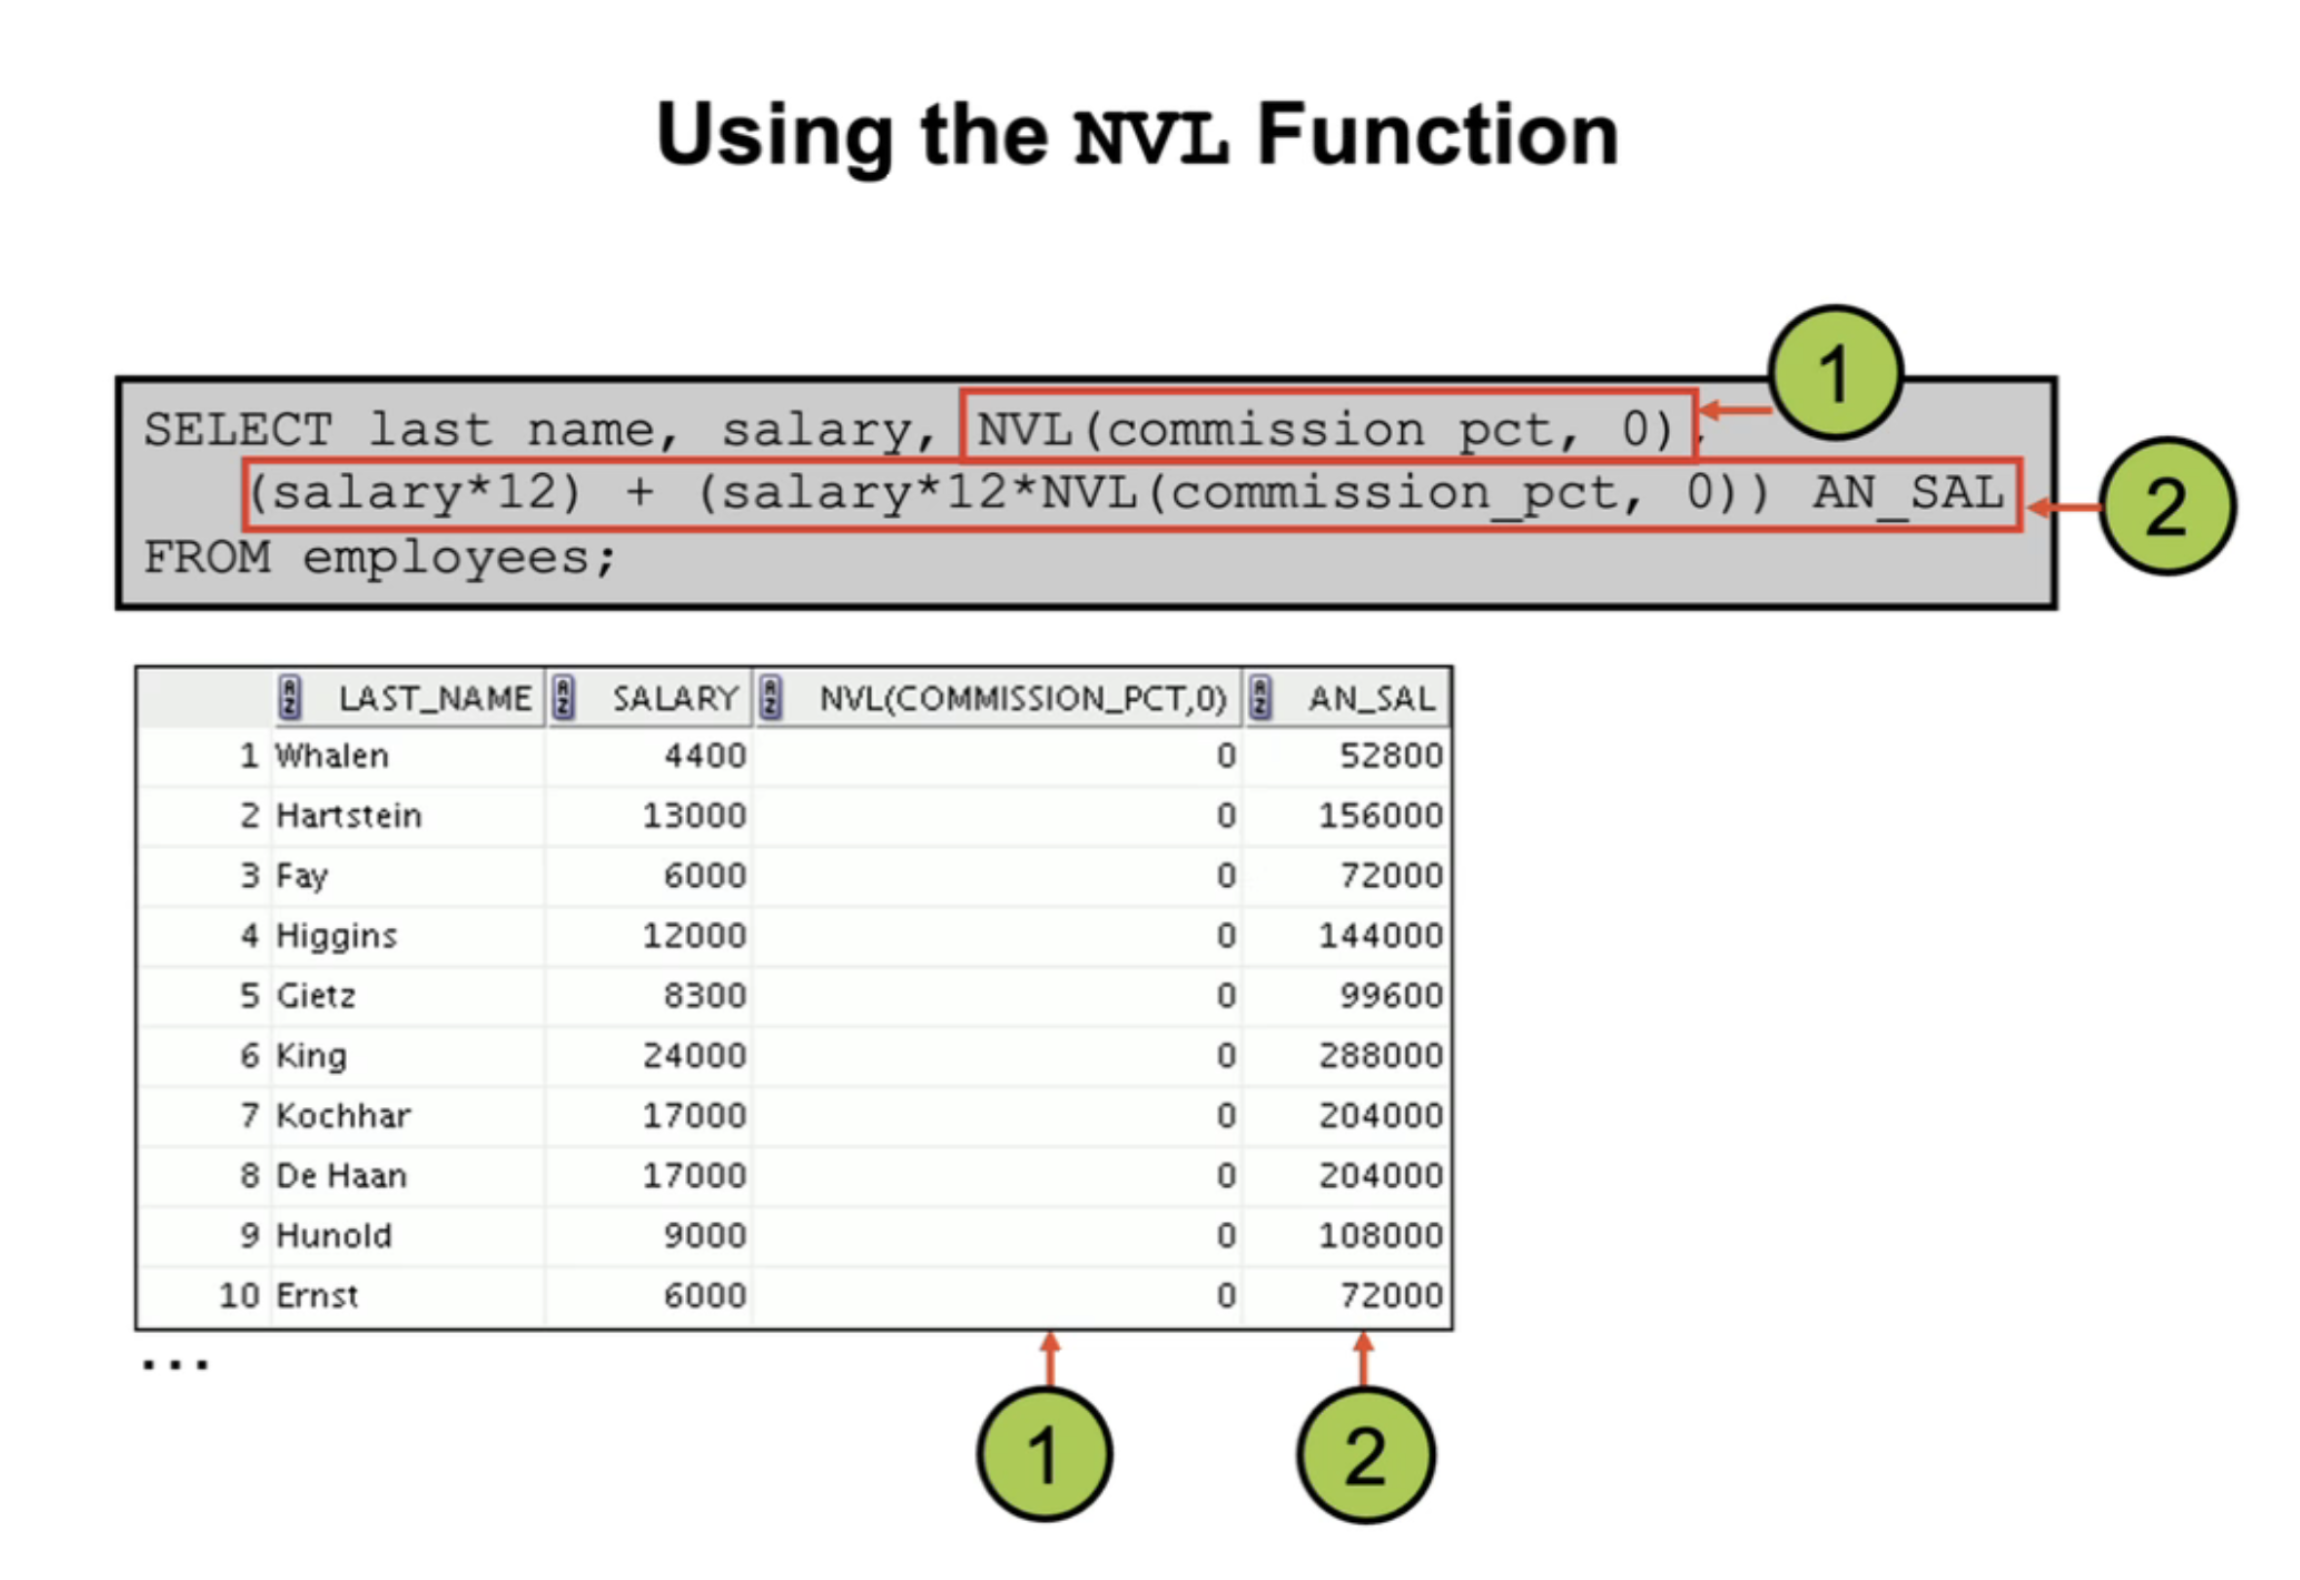 Using the NVL Function
1
SELECT last name, salary, NVL(commission pct, 0),
(salary*12) + (salary*12*NVL(commission_pct, 0)) AN_SAL
2
FROM employees;
LAST_NAME SALARY NVL(COMMISSION_PCT,0) AN_SAL
1 Whalen 4400 0 52800
2 Hartstein 13000 0 156000
3 Fay 6000 0 72000
4 Higgins 12000 0 144000
5 Gietz 8300 0 99600
6 King 24000 0 288000
7 Kochhar 17000 0 204000
8 De Haan 17000 0 204000
9 Hunold 9000 0 108000
10 Ernst 6000 0 72000
...
1 2